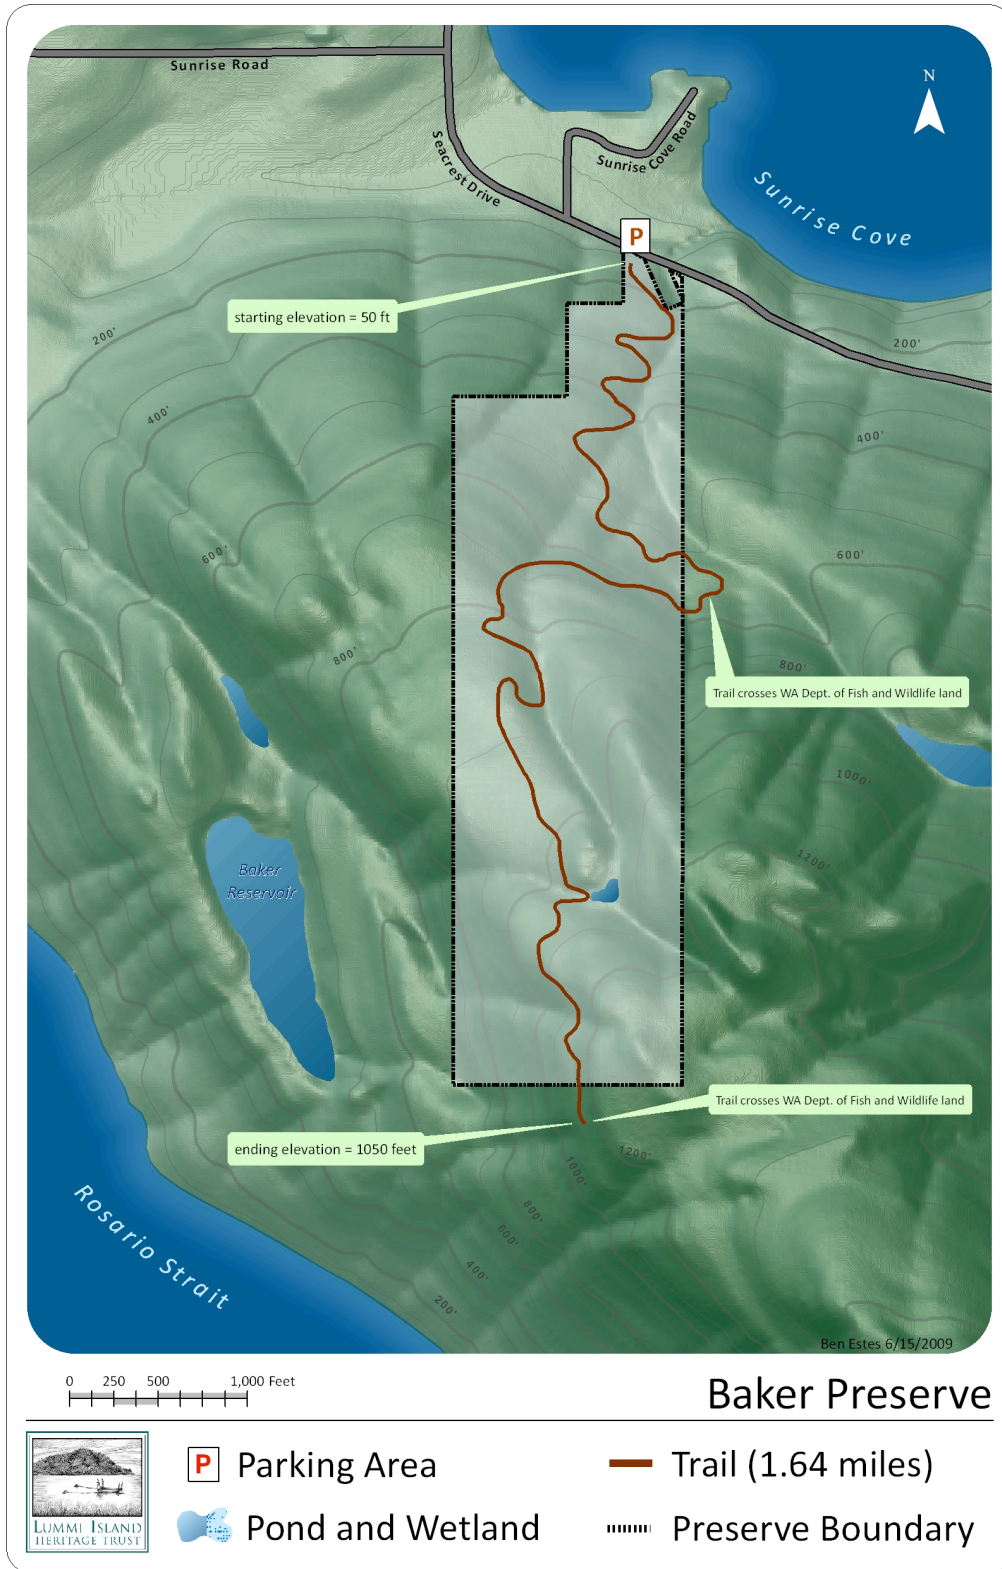 Sunrise Road
N
Seacrest Drive
Sunrise Cove Road
Sunrise Cove
P
starting elevation = 50 ft
200'
200'
400'
400'
600'
600'
800'
800'
Trail crosses WA Dept. of Fish and Wildlife land
1000'
1200'
Baker
Reservoir
Trail crosses WA Dept. of Fish and Wildlife land
ending elevation = 1050 feet
1200'
1000'
800'
600'
400'
200'
Rosario Strait
Ben Estes 6/15/2009
0 250 500 1,000 Feet
Baker Preserve
P Parking Area
Trail (1.64 miles)
Pond and Wetland
Preserve Boundary
LUMMI ISLAND
HERITAGE TRUST